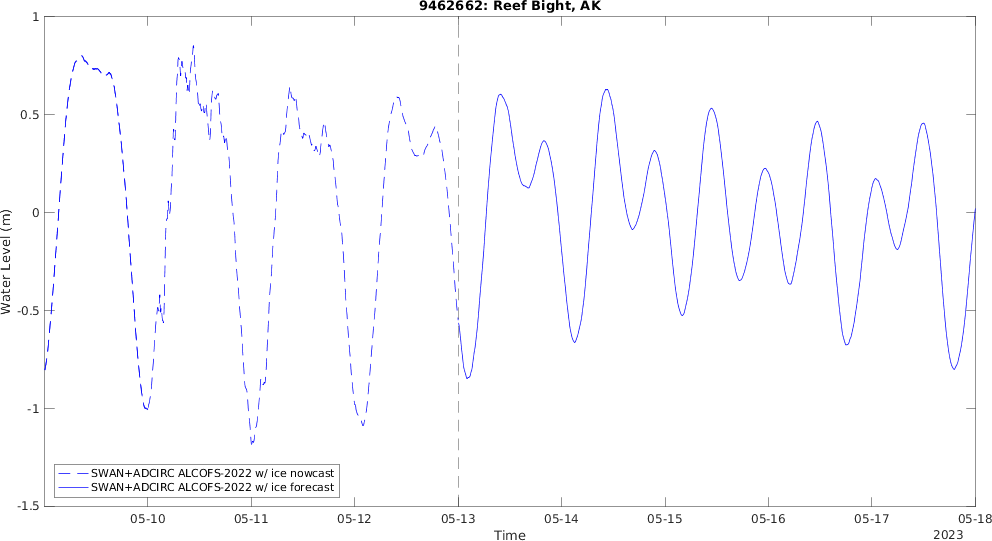 9462662: Reef Bight, AK
Water Level (m)
1
0.5
0
-0.5
-1
-1.5
SWAN+ADCIRC ALCOFS-2022 w/ ice nowcast
SWAN+ADCIRC ALCOFS-2022 w/ ice forecast
05-10 05-11 05-12 05-13 05-14 05-15 05-16 05-17 05-18
Time
2023